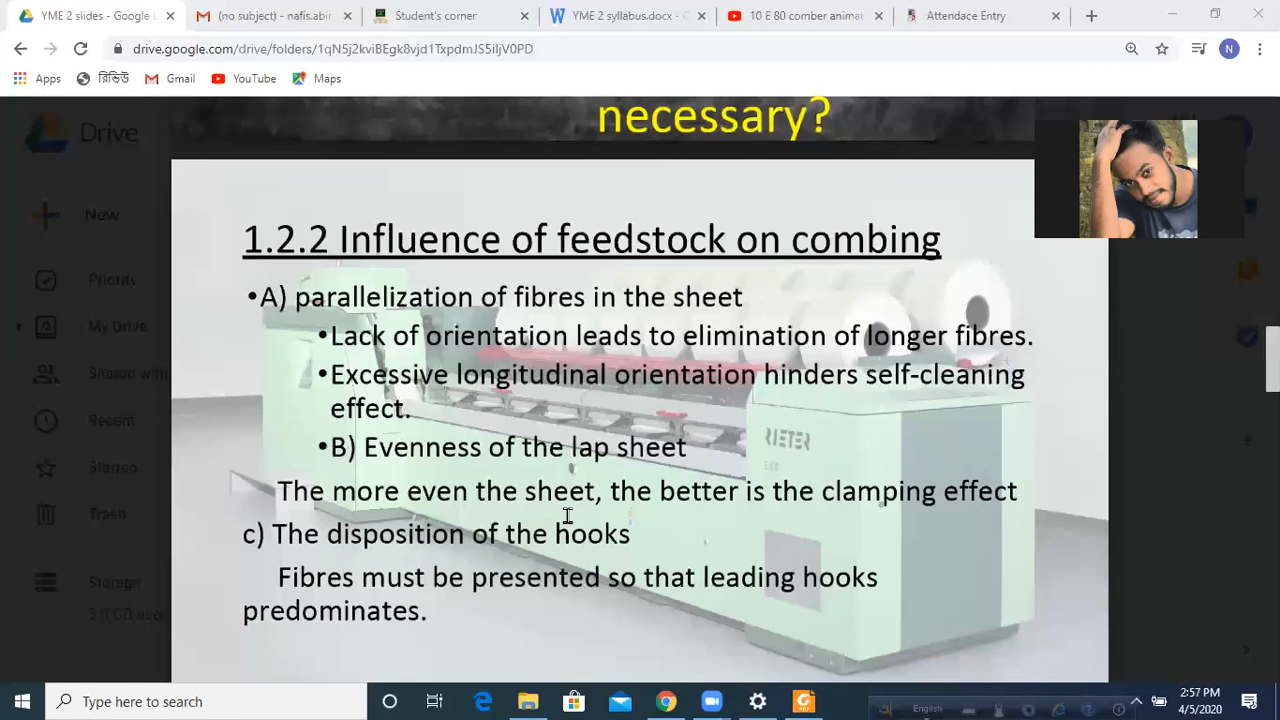 YME 2 slides - Google
(no subject) - nafis.abir
Student's corner
YME 2 syllabus.docx - G
10 E 80 comber animat
Attendace Entry
drive.google.com/drive/folders/
N
Apps
রিভিউ
Gmail
YouTube
Maps
necessary?
Drive
New
Priority
My Drive
Shared with
Recent
Starred
Trash
Storage
1.2.2 Influence of feedstock on combing
•A) parallelization of fibres in the sheet
•Lack of orientation leads to elimination of longer fibres.
•Excessive longitudinal orientation hinders self-cleaning
effect.
•B) Evenness of the lap sheet
RIETER
The more even the sheet, the better is the clamping effect
c) The disposition of the hooks
Fibres must be presented so that leading hooks
predominates.
Type here to search
English
2:57 PM
4/5/2020